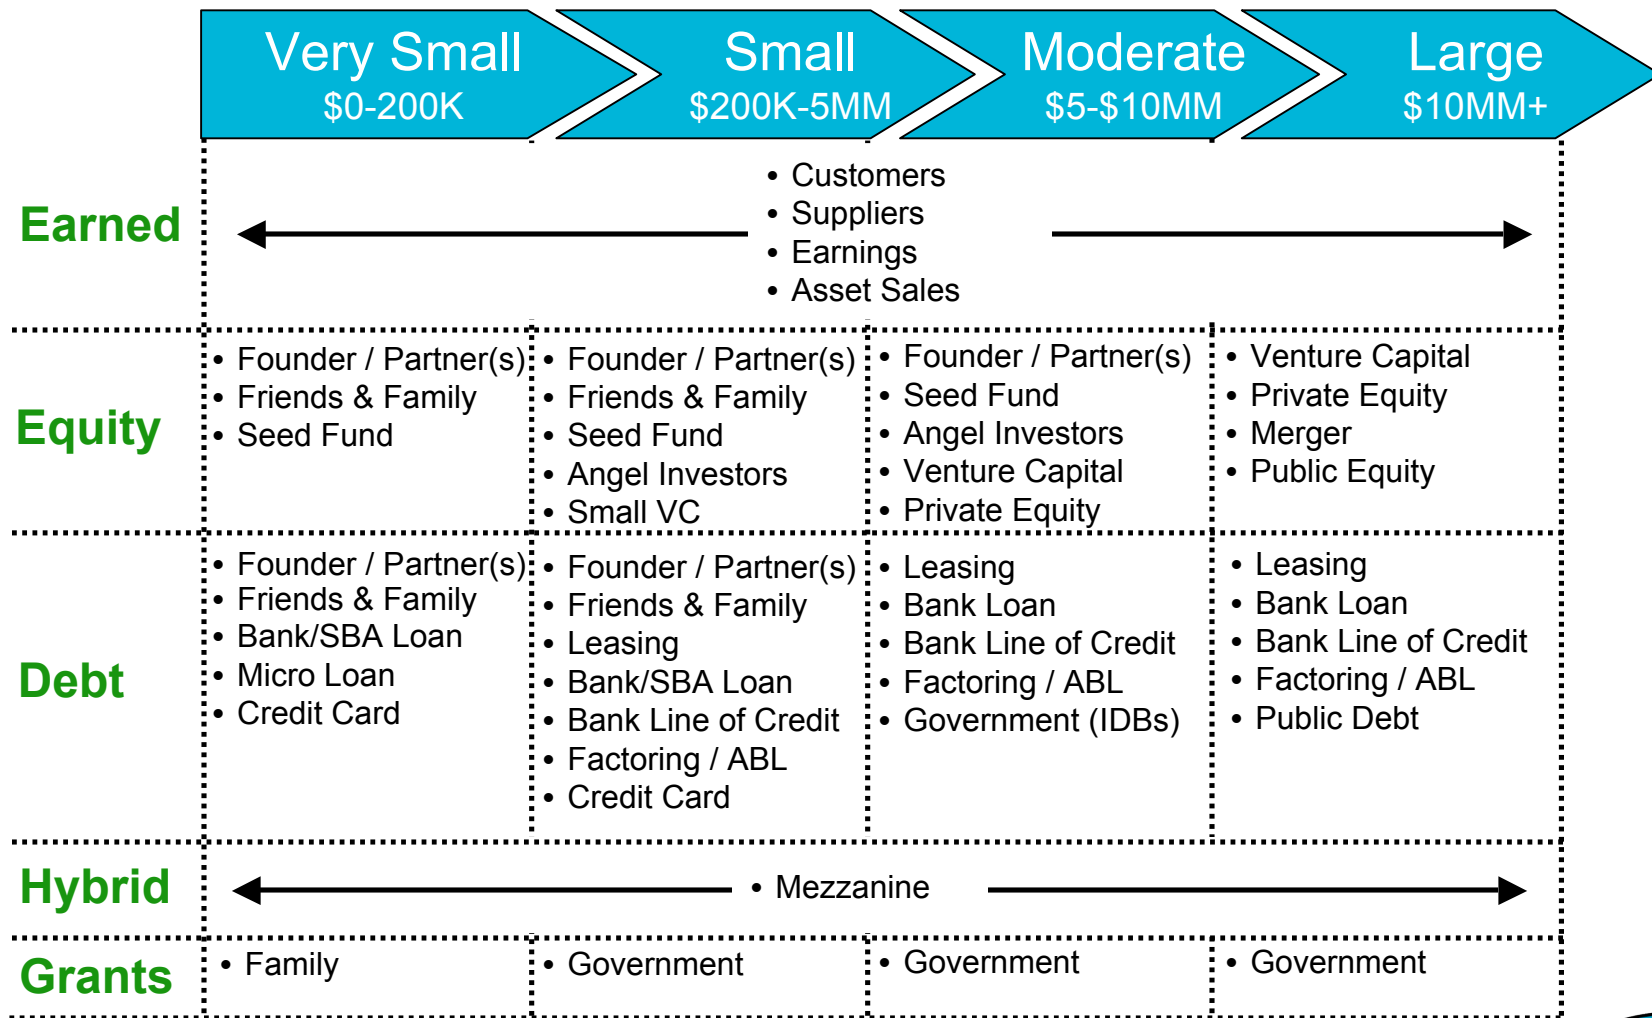 Very Small
$0-200K
Small
$200K-5MM
Moderate
$5-$10MM
Large
$10MM+
Earned
• Customers
• Suppliers
• Earnings
• Asset Sales
Equity
• Founder / Partner(s)
• Friends & Family
• Seed Fund
• Founder / Partner(s)
• Friends & Family
• Seed Fund
• Angel Investors
• Small VC
• Founder / Partner(s)
• Seed Fund
• Angel Investors
• Venture Capital
• Private Equity
• Venture Capital
• Private Equity
• Merger
• Public Equity
Debt
• Founder / Partner(s)
• Friends & Family
• Bank/SBA Loan
• Micro Loan
• Credit Card
• Founder / Partner(s)
• Friends & Family
• Leasing
• Bank/SBA Loan
• Bank Line of Credit
• Factoring / ABL
• Credit Card
• Leasing
• Bank Loan
• Bank Line of Credit
• Factoring / ABL
• Government (IDBs)
• Leasing
• Bank Loan
• Bank Line of Credit
• Factoring / ABL
• Public Debt
Hybrid
• Mezzanine
Grants
• Family
• Government
• Government
• Government